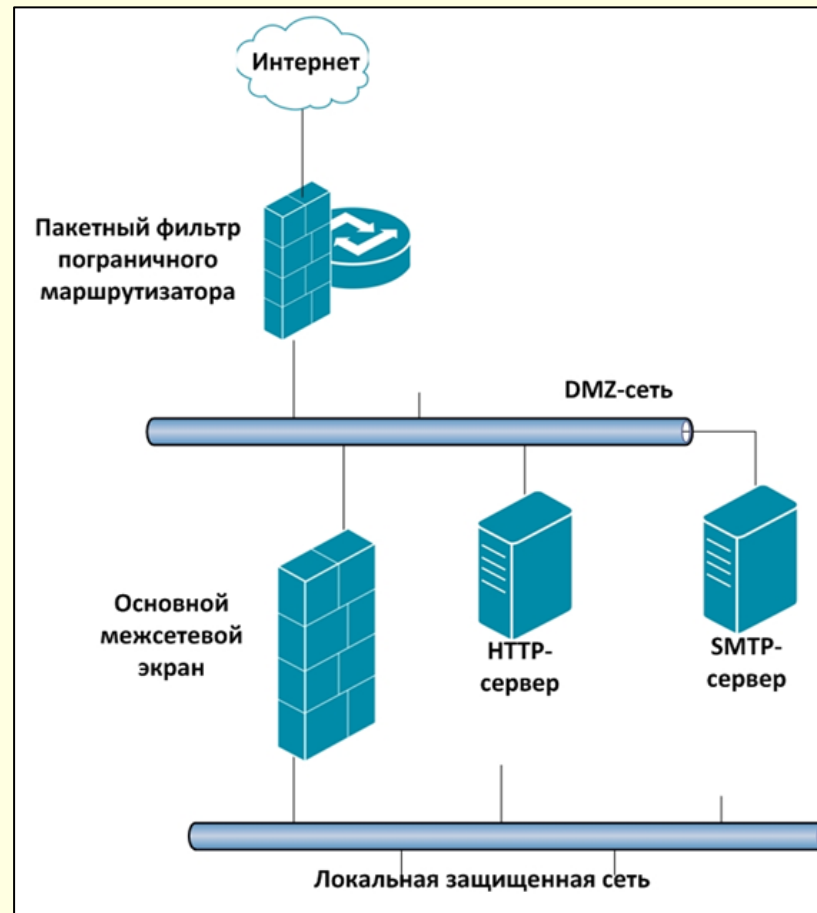 Интернет
Пакетный фильтр
пограничного
маршрутизатора
DMZ-сеть
Основной
межсетевой
экран
HTTP-
сервер
SMTP-
сервер
Локальная защищенная сеть